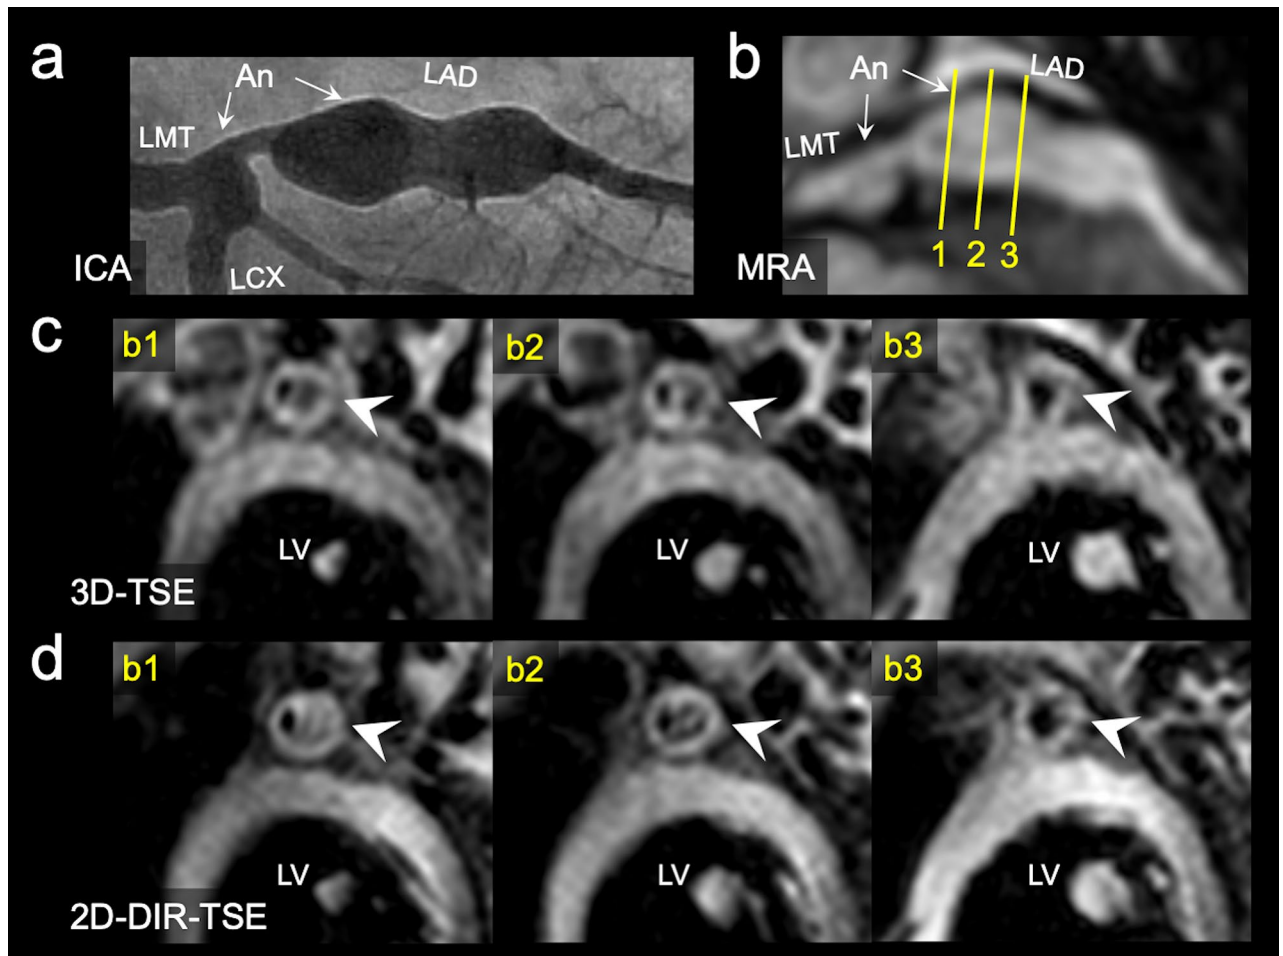 a
An
LAD
LMT
ICA
LCX
b
An
LAD
LMT
1 2 3
MRA
c
b1
b2
b3
LV
LV
LV
3D-TSE
d
b1
b2
b3
LV
LV
LV
2D-DIR-TSE